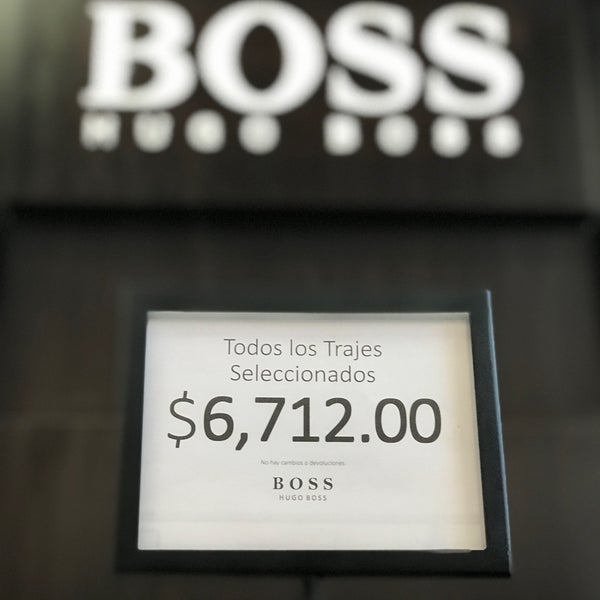 BOSS
HUGO BOSS
Todos los Trajes
Seleccionados
$6,712.00
No hay cambios o devoluciones
BOSS
HUGO BOSS